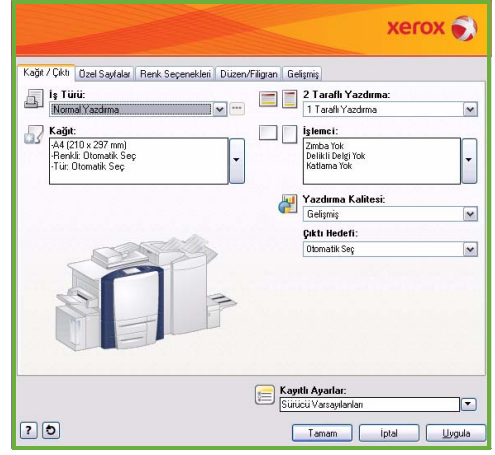 xerox
Kağıt / Çıktı
Özel Sayfalar
Renk Seçenekleri
Düzen/Filigran
Gelişmiş
İş Türü:
Normal Yazdırma
Kağıt:
-A4 (210 x 297 mm)
-Renkli: Otomatik Seç
-Tür: Otomatik Seç
2 Taraflı Yazdırma:
1 Taraflı Yazdırma
İşlemci:
Zımba Yok
Delikli Delgi Yok
Katlama Yok
Yazdırma Kalitesi:
Gelişmiş
Çıktı Hedefi:
Otomatik Seç
Kayıtlı Ayarlar:
Sürücü Varsayılanları
?
Tamam
İptal
Uygula